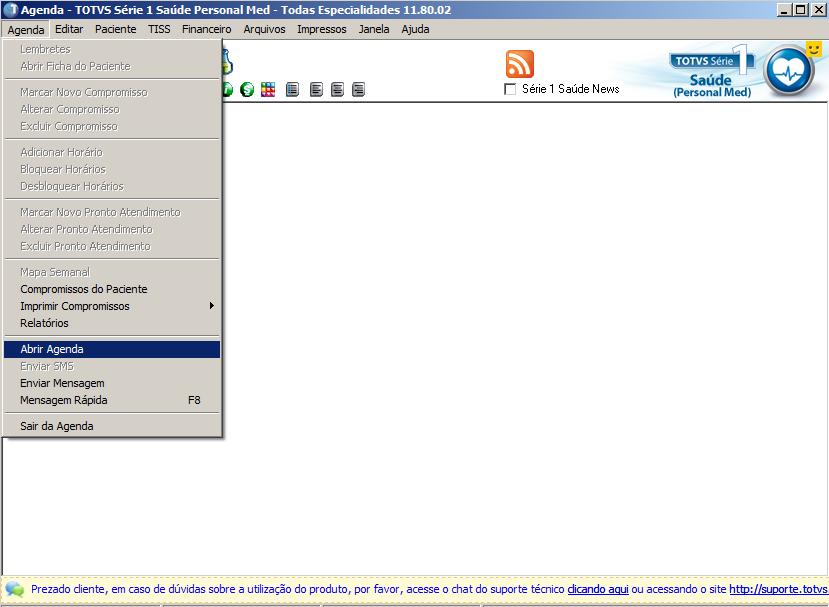 Agenda - TOTVS Série 1 Saúde Personal Med - Todas Especialidades 11.80.02
Agenda Editar Paciente TISS Financeiro Arquivos Impressos Janela Ajuda
Lembretes
Abrir Ficha do Paciente
Marcar Novo Compromisso
Alterar Compromisso
Excluir Compromisso
Adicionar Horário
Bloquear Horários
Desbloquear Horários
Marcar Novo Pronto Atendimento
Alterar Pronto Atendimento
Excluir Pronto Atendimento
Mapa Semanal
Compromissos do Paciente
Imprimir Compromissos
Relatórios
Abrir Agenda
Enviar SMS
Enviar Mensagem
Mensagem Rápida F8
Sair da Agenda
Série 1 Saúde News
TOTVS Série 1
Saúde
(Personal Med)
Prezado cliente, em caso de dúvidas sobre a utilização do produto, por favor, acesse o chat do suporte técnico clicando aqui ou acessando o site http://suporte.totvs